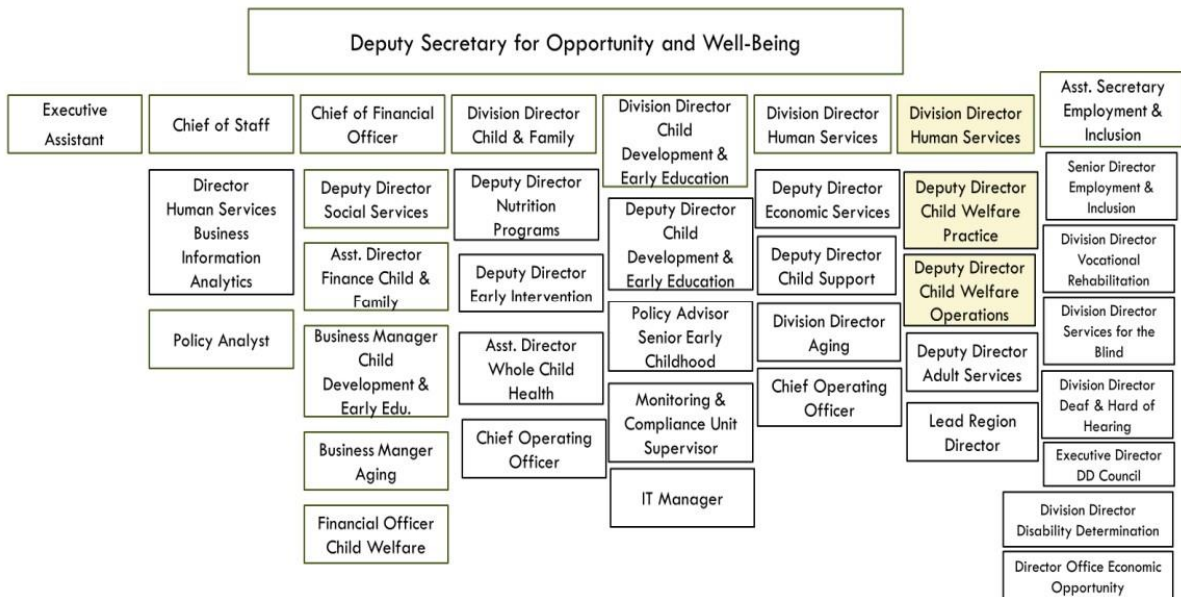 Deputy Secretary for Opportunity and Well-Being
Executive
Assistant
Chief of Staff
Director
Human Services
Business
Information
Analytics
Policy Analyst
Chief of Financial
Officer
Deputy Director
Social Services
Asst. Director
Finance Child &
Family
Business Manager
Child
Development &
Early Edu.
Business Manger
Aging
Financial Officer
Child Welfare
Division Director
Child & Family
Deputy Director
Nutrition
Programs
Deputy Director
Early Intervention
Asst. Director
Whole Child
Health
Chief Operating
Officer
Division Director
Child
Development &
Early Education
Deputy Director
Child
Development &
Early Education
Policy Advisor
Senior Early
Childhood
Monitoring &
Compliance Unit
Supervisor
IT Manager
Division Director
Human Services
Deputy Director
Economic Services
Deputy Director
Child Support
Division Director
Aging
Chief Operating
Officer
Division Director
Human Services
Deputy Director
Child Welfare
Practice
Deputy Director
Child Welfare
Operations
Deputy Director
Adult Services
Lead Region
Director
Asst. Secretary
Employment &
Inclusion
Senior Director
Employment &
Inclusion
Division Director
Vocational
Rehabilitation
Division Director
Services for the
Blind
Division Director
Deaf & Hard of
Hearing
Executive Director
DD Council
Division Director
Disability Determination
Director Office Economic
Opportunity